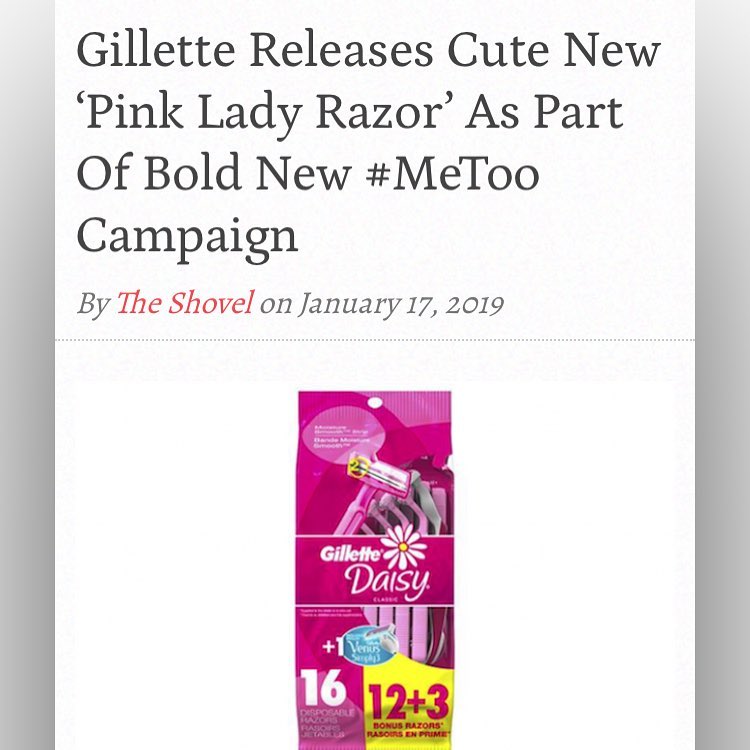 Gillette Releases Cute New
‘Pink Lady Razor’ As Part
Of Bold New #MeToo
Campaign
By The Shovel on January 17, 2019
Moisture
Smooth™ Strip
Bande Moisture
Smooth™
2
Gillette
Daisy
CLASSIC
+1
Venus
Simply3
16
DISPOSABLE
RAZORS
RASOIRS
JETABLES
12+3
BONUS RAZORS*
RASOIRS EN PRIME*